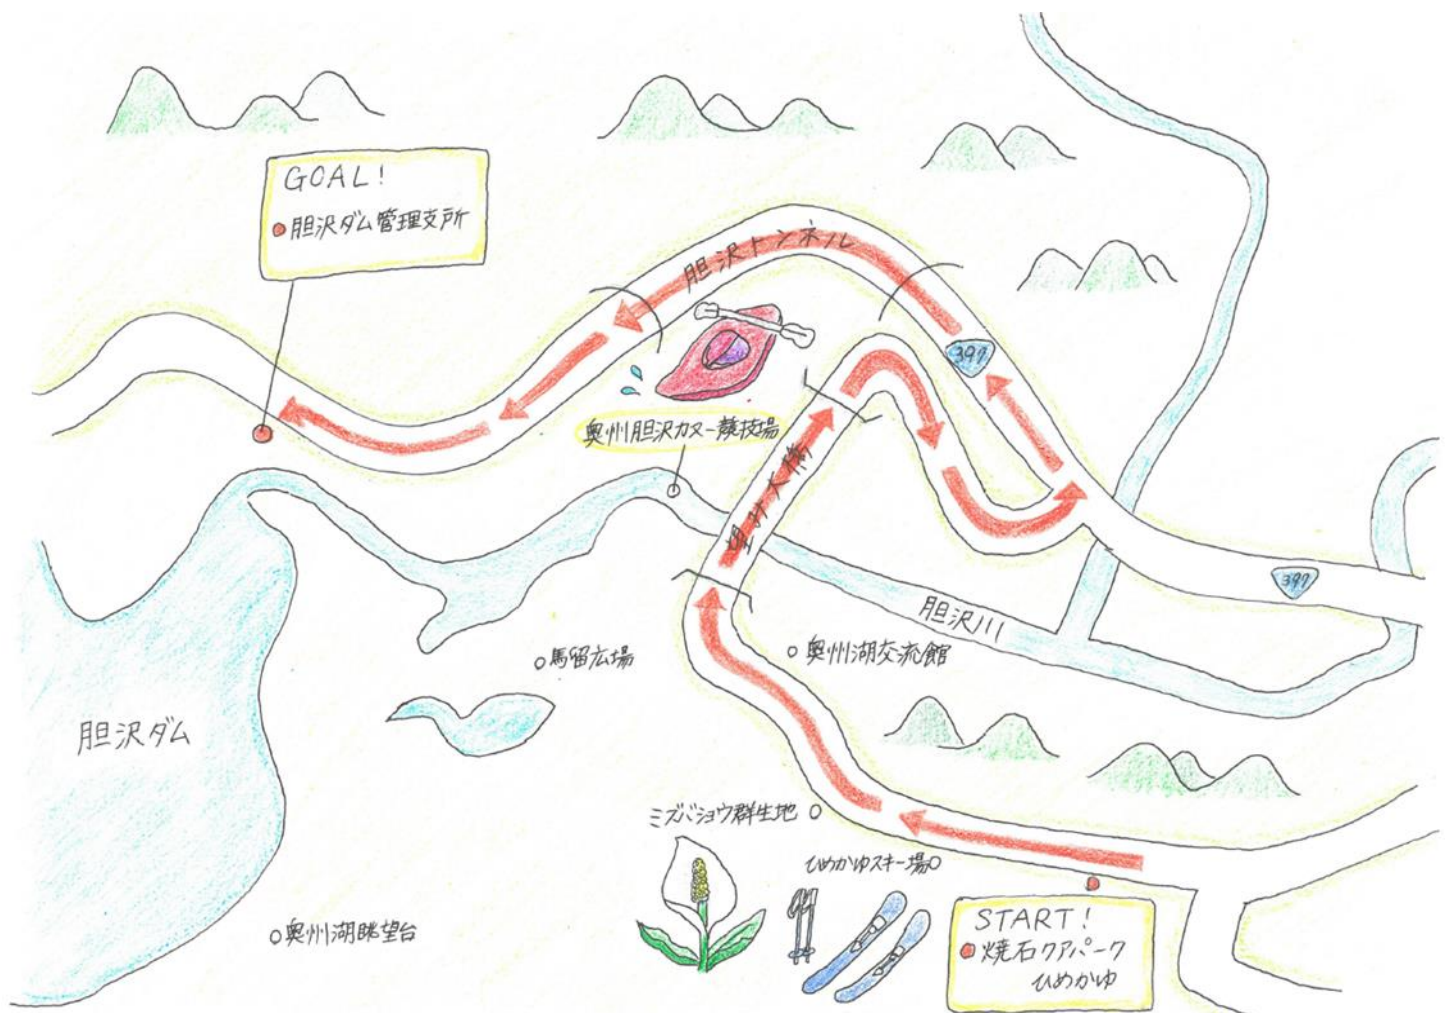 GOAL!
胆沢ダム管理支所
胆沢トンネル
397
奥州胆沢カヌー競技場
望み大橋
397
胆沢川
馬留広場
奥州湖交流館
胆沢ダム
ミズバショウ群生地
ひめかゆスキー場
奥州湖眺望台
START!
焼石クアパーク
ひめかゆ